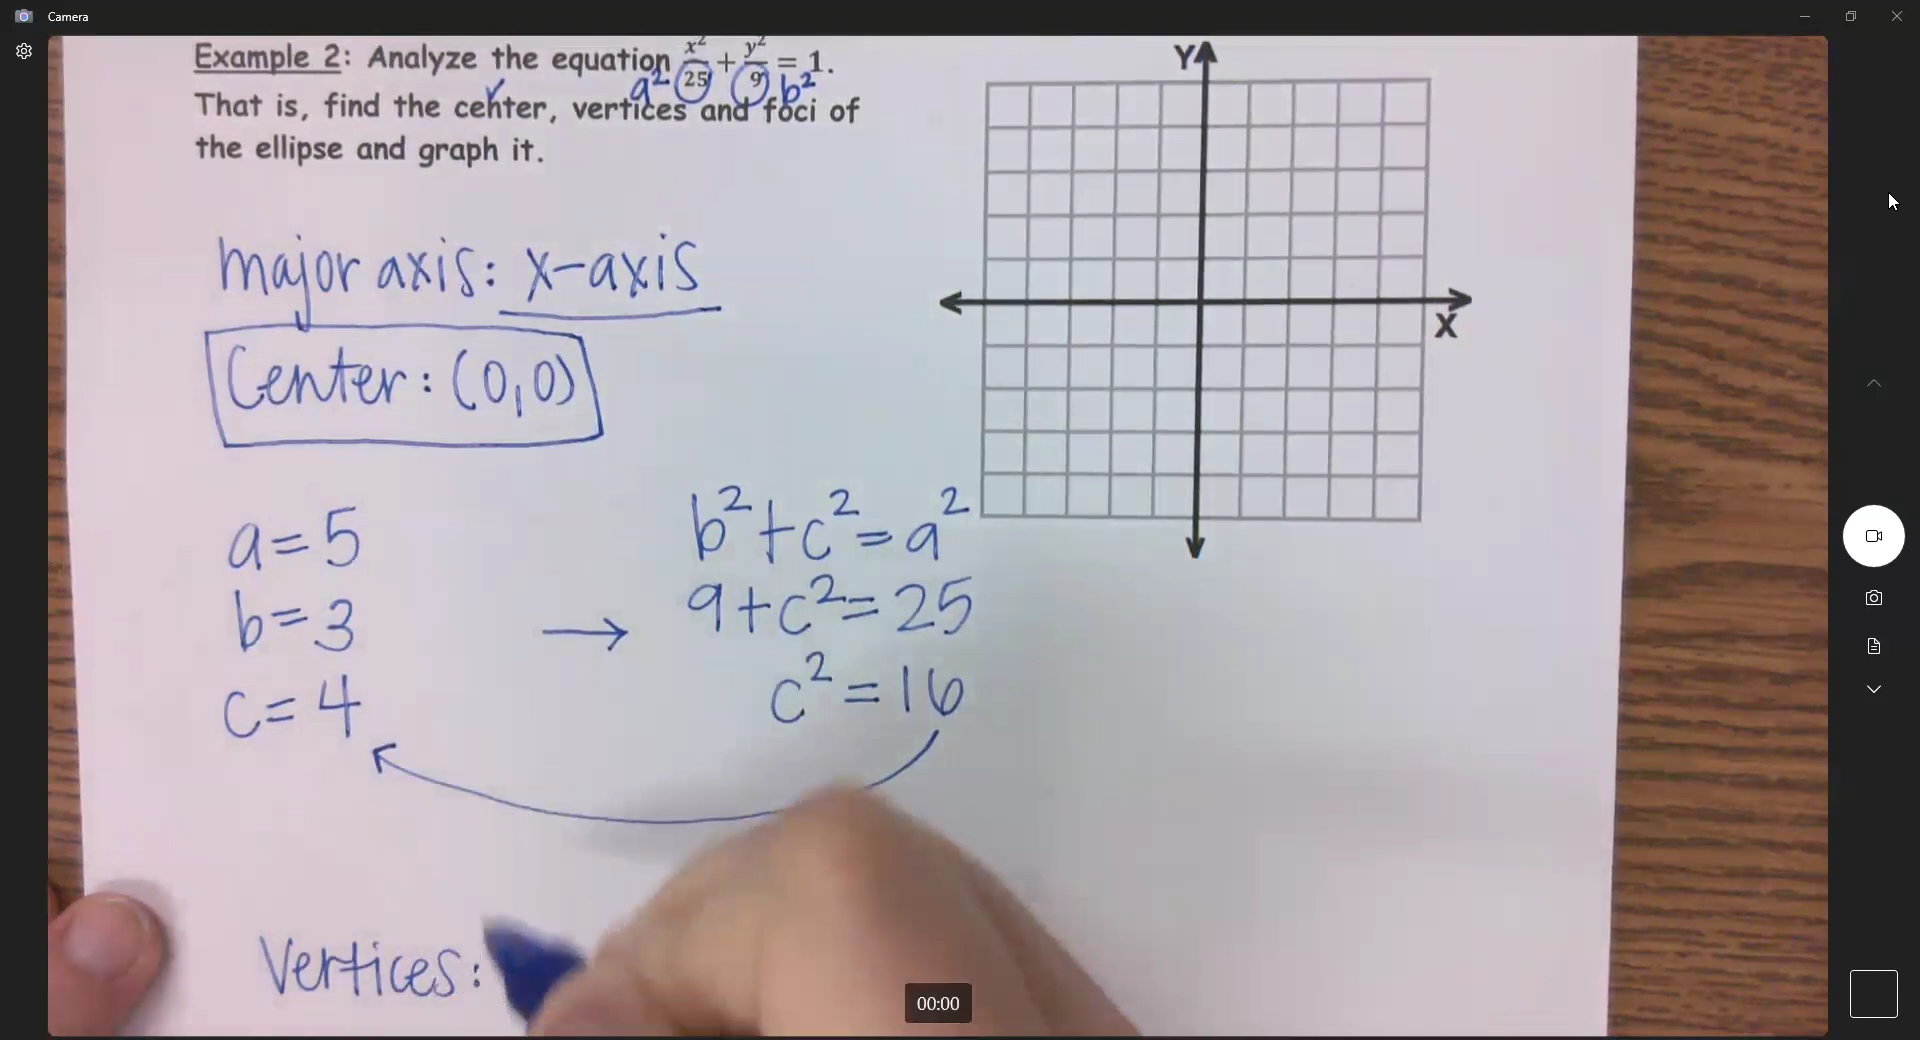 Camera
Example 2: Analyze the equation x²/25 + y²/9 = 1.
a² b²
That is, find the center, vertices and foci of
the ellipse and graph it.
Y
X
major axis: x-axis
Center: (0,0)
a=5
b=3
c=4
b²+c²=a²
9+c²=25
c²=16
Vertices:
00:00